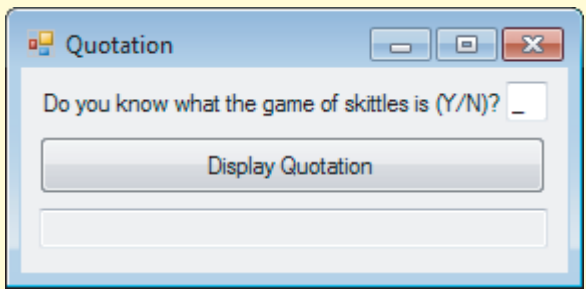 Quotation
Do you know what the game of skittles is (Y/N)? _
Display Quotation